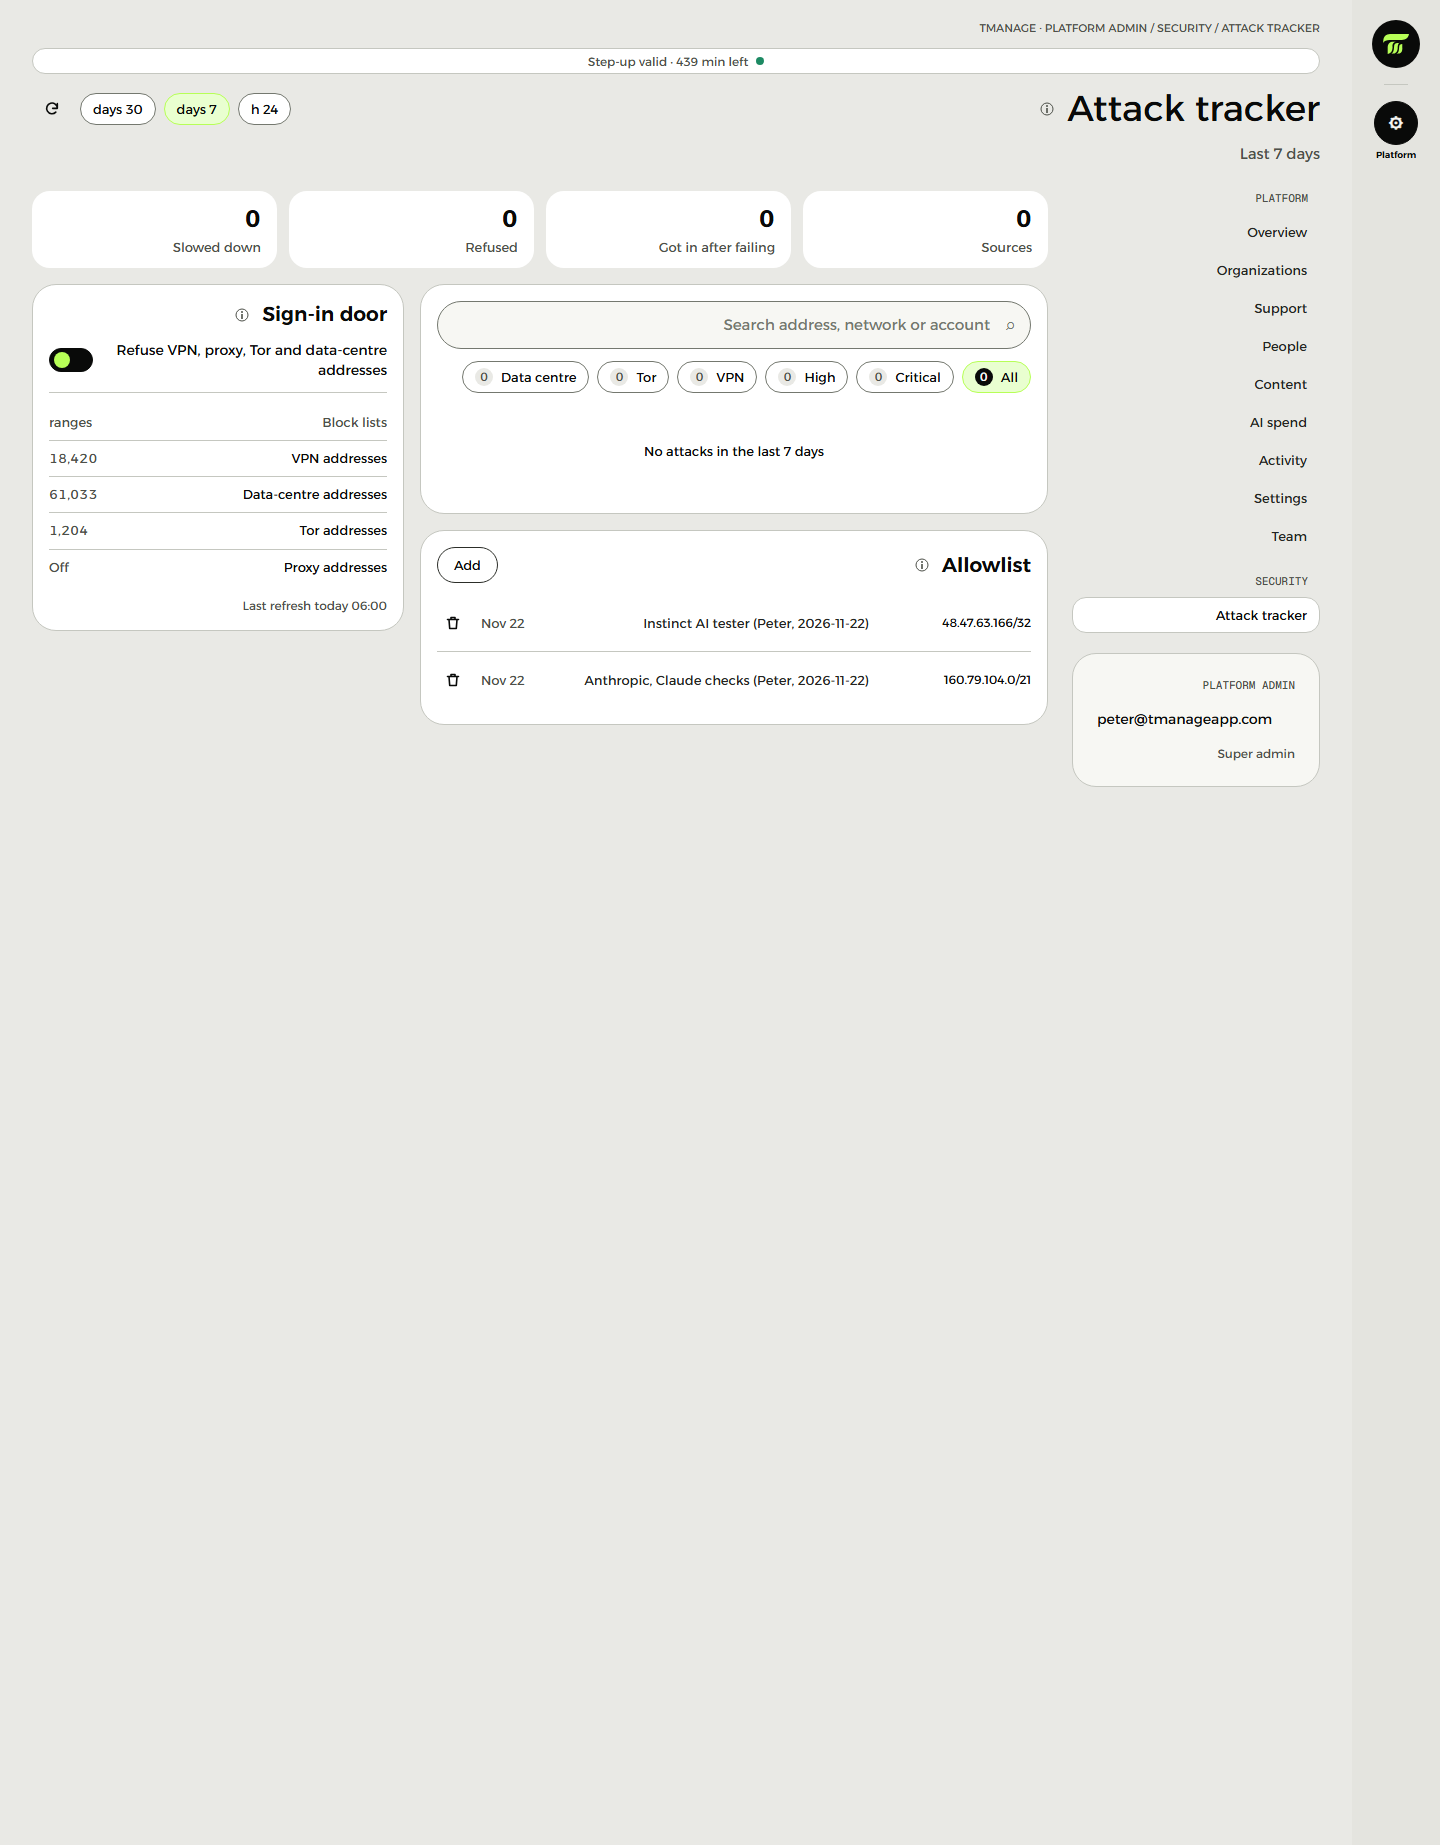 TMANAGE · PLATFORM ADMIN / SECURITY / ATTACK TRACKER
Step-up valid · 439 min left
Attack tracker
h 24
days 7
days 30
Last 7 days
Platform
PLATFORM
Overview
Organizations
Support
People
Content
AI spend
Activity
Settings
Team
SECURITY
Attack tracker
PLATFORM ADMIN
peter@tmanageapp.com
Super admin
0
Sources
0
Got in after failing
0
Refused
0
Slowed down
Search address, network or account
All 0
Critical 0
High 0
VPN 0
Tor 0
Data centre 0
No attacks in the last 7 days
Allowlist
Add
48.47.63.166/32
Instinct AI tester (Peter, 2026-11-22)
Nov 22
160.79.104.0/21
Anthropic, Claude checks (Peter, 2026-11-22)
Nov 22
Sign-in door
Refuse VPN, proxy, Tor and data-centre
addresses
Block lists
ranges
VPN addresses
18,420
Data-centre addresses
61,033
Tor addresses
1,204
Proxy addresses
Off
Last refresh today 06:00